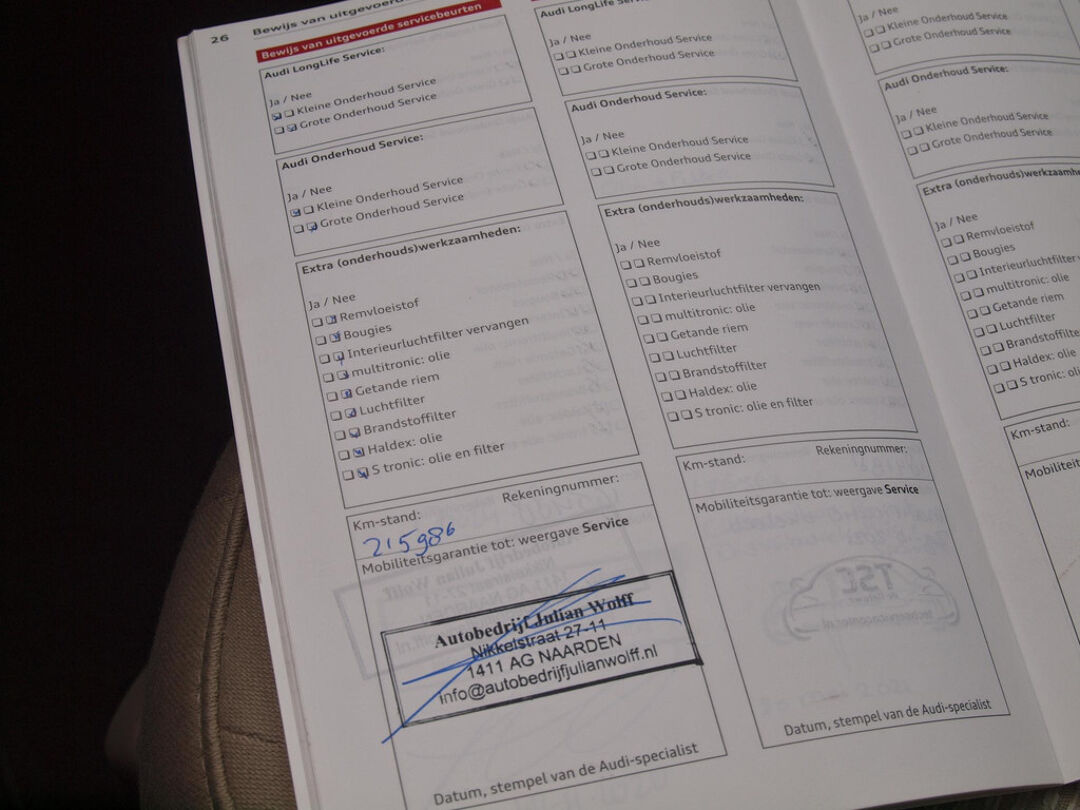 26
Bewijs van uitgevoerde
Bewijs van uitgevoerde servicebeurten
Audi LongLife Service:
Ja / Nee
Kleine Onderhoud Service
Grote Onderhoud Service
Audi Onderhoud Service:
Ja / Nee
Kleine Onderhoud Service
Grote Onderhoud Service
Extra (onderhouds)werkzaamheden:
Ja / Nee
Remvloeistof
Bougies
Interieurluchtfilter vervangen
multitronic: olie
Getande riem
Luchtfilter
Brandstoffilter
Haldex: olie
S tronic: olie en filter
Km-stand:
Rekeningnummer:
215986
Mobiliteitsgarantie tot: weergave Service
Autobedrijf Julian Wolff
Nikkelstraat 27-11
1411 AG NAARDEN
info@autobedrijfjulianwolff.nl
Datum, stempel van de Audi-specialist
Audi LongLife Service:
Ja / Nee
Kleine Onderhoud Service
Grote Onderhoud Service
Audi Onderhoud Service:
Ja / Nee
Kleine Onderhoud Service
Grote Onderhoud Service
Extra (onderhouds)werkzaamheden:
Ja / Nee
Remvloeistof
Bougies
Interieurluchtfilter vervangen
multitronic: olie
Getande riem
Luchtfilter
Brandstoffilter
Haldex: olie
S tronic: olie en filter
Km-stand:
Rekeningnummer:
Mobiliteitsgarantie tot: weergave Service
Datum, stempel van de Audi-specialist
Ja / Nee
Kleine Onderhoud Service
Grote Onderhoud Service
Audi Onderhoud Service:
Ja / Nee
Kleine Onderhoud Service
Grote Onderhoud Service
Extra (onderhouds)werkzaamhe
Ja / Nee
Remvloeistof
Bougies
Interieurluchtfilter
multitronic: olie
Getande riem
Luchtfilter
Brandstoffilte
Haldex: olie
S tronic: oli
Km-stand:
Mobiliteit